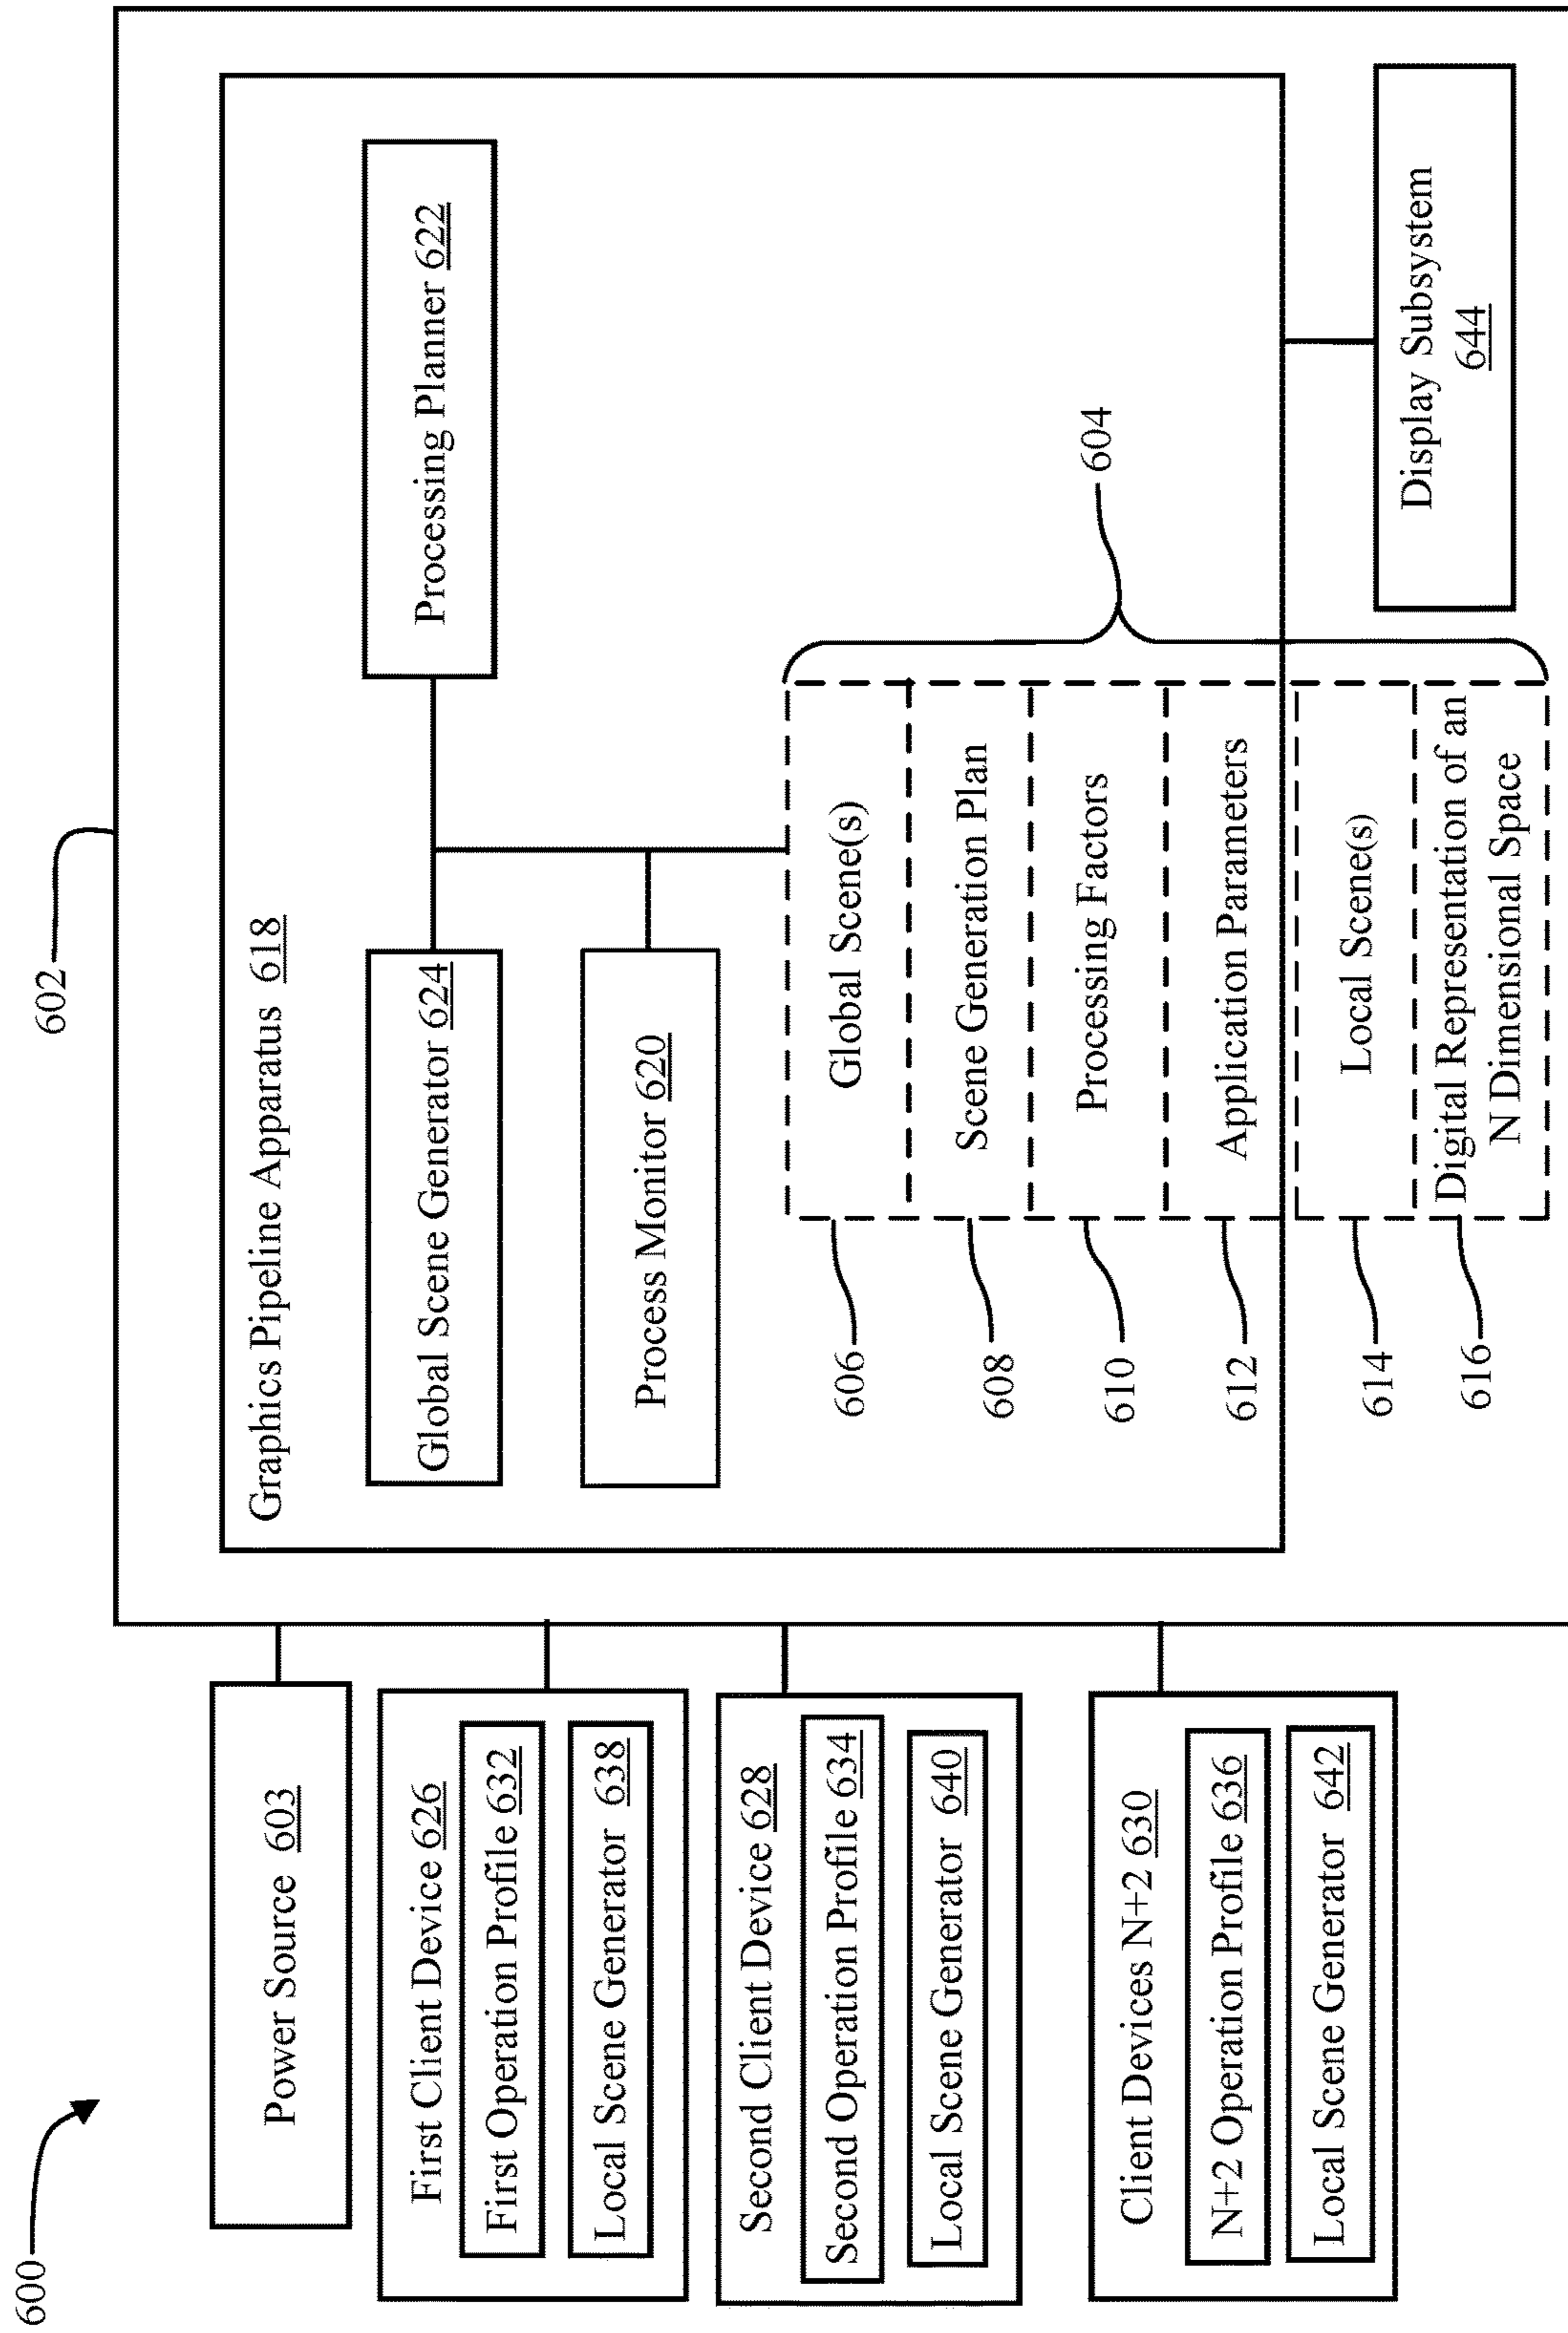 600
602
Power Source 603
First Client Device 626
First Operation Profile 632
Local Scene Generator 638
Second Client Device 628
Second Operation Profile 634
Local Scene Generator 640
Client Devices N+2 630
N+2 Operation Profile 636
Local Scene Generator 642
Graphics Pipeline Apparatus 618
Global Scene Generator 624
Processing Planner 622
Process Monitor 620
604
606
Global Scene(s)
608
Scene Generation Plan
610
Processing Factors
612
Application Parameters
614
Local Scene(s)
616
Digital Representation of an
N Dimensional Space
Display Subsystem
644